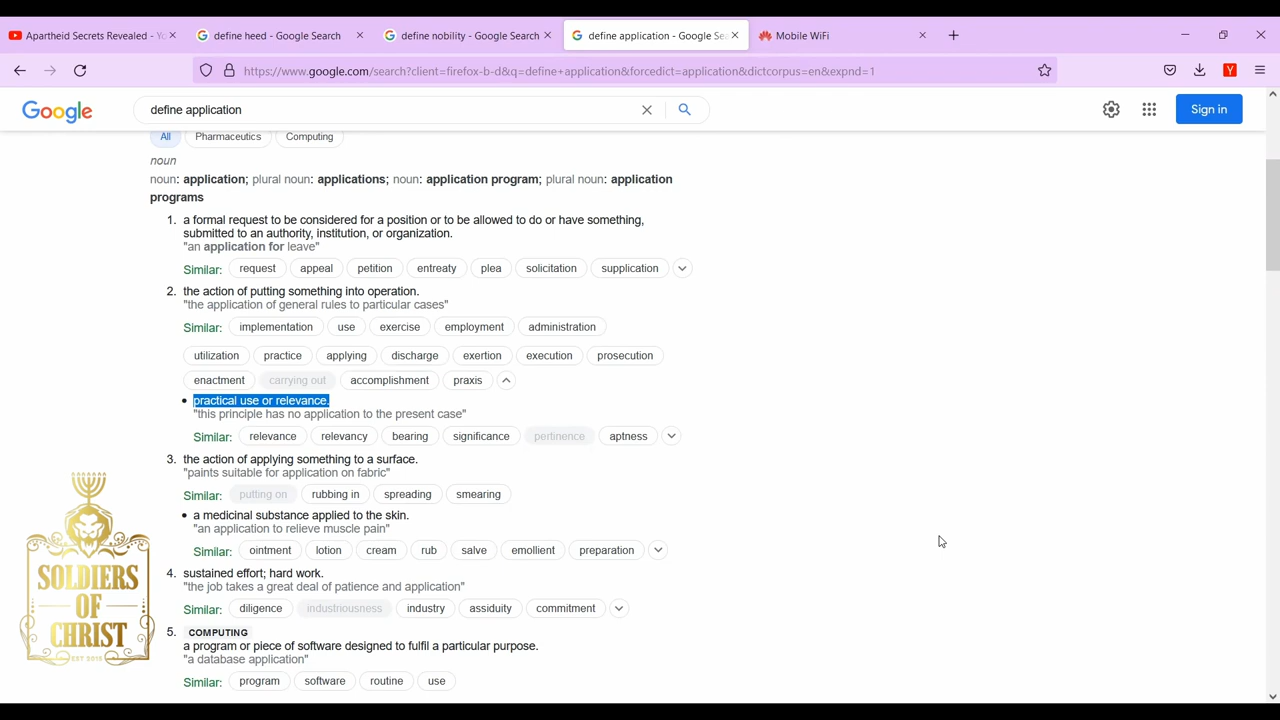 Apartheid Secrets Revealed - Yo
define heed - Google Search
define nobility - Google Search
define application - Google Sea
Mobile WiFi
https://www.google.com/search?client=firefox-b-d&q=define+application&forcedict=application&dictcorpus=en&expnd=1
Google
define application
Sign in
All Pharmaceutics Computing
noun
noun: application; plural noun: applications; noun: application program; plural noun: application
programs
1. a formal request to be considered for a position or to be allowed to do or have something,
submitted to an authority, institution, or organization.
"an application for leave"
Similar: request appeal petition entreaty plea solicitation supplication
2. the action of putting something into operation.
"the application of general rules to particular cases"
Similar: implementation use exercise employment administration
utilization practice applying discharge exertion execution prosecution
enactment carrying out accomplishment praxis
• practical use or relevance.
"this principle has no application to the present case"
Similar: relevance relevancy bearing significance pertinence aptness
3. the action of applying something to a surface.
"paints suitable for application on fabric"
Similar: putting on rubbing in spreading smearing
• a medicinal substance applied to the skin.
"an application to relieve muscle pain"
Similar: ointment lotion cream rub salve emollient preparation
4. sustained effort; hard work.
"the job takes a great deal of patience and application"
Similar: diligence industriousness industry assiduity commitment
5. COMPUTING
a program or piece of software designed to fulfil a particular purpose.
"a database application"
Similar: program software routine use
SOLDIERS
OF
CHRIST